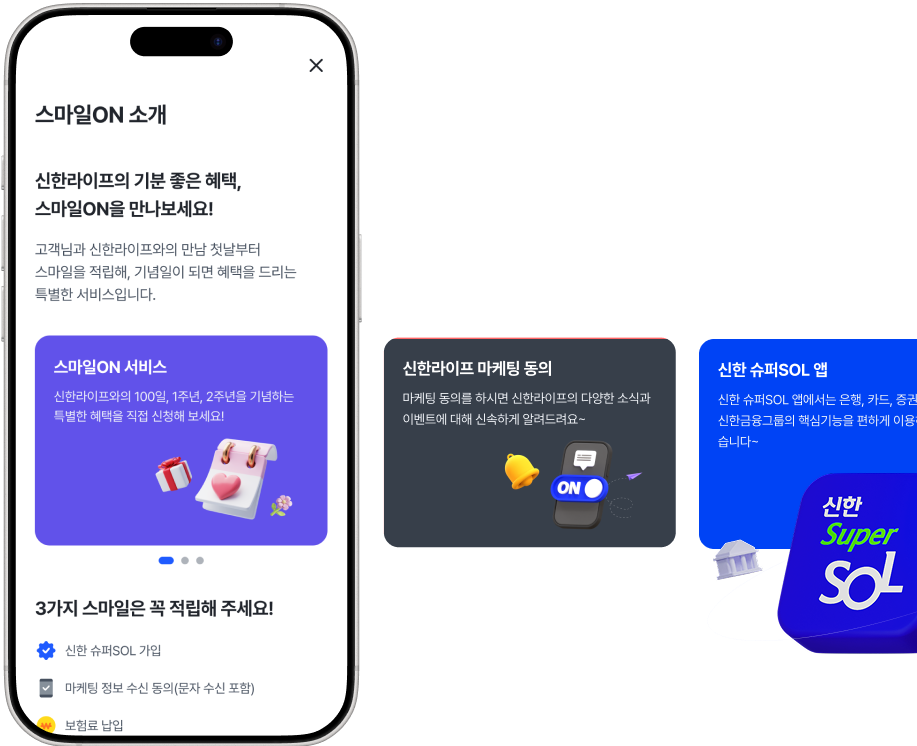 스마일ON 소개
신한라이프의 기분 좋은 혜택,
스마일ON을 만나보세요!
고객님과 신한라이프와의 만남 첫날부터
스마일을 적립해, 기념일이 되면 혜택을 드리는
특별한 서비스입니다.
스마일ON 서비스
신한라이프와의 100일, 1주년, 2주년을 기념하는
특별한 혜택을 직접 신청해 보세요!
3가지 스마일은 꼭 적립해 주세요!
신한 슈퍼SOL 가입
마케팅 정보 수신 동의(문자 수신 포함)
보험료 납입
신한라이프 마케팅 동의
마케팅 동의를 하시면 신한라이프의 다양한 소식과
이벤트에 대해 신속하게 알려드려요~
ON
신한 슈퍼SOL 앱
신한 슈퍼SOL 앱에서는 은행, 카드, 증권
신한금융그룹의 핵심기능을 편하게 이용
습니다~
신한
Super
SOL